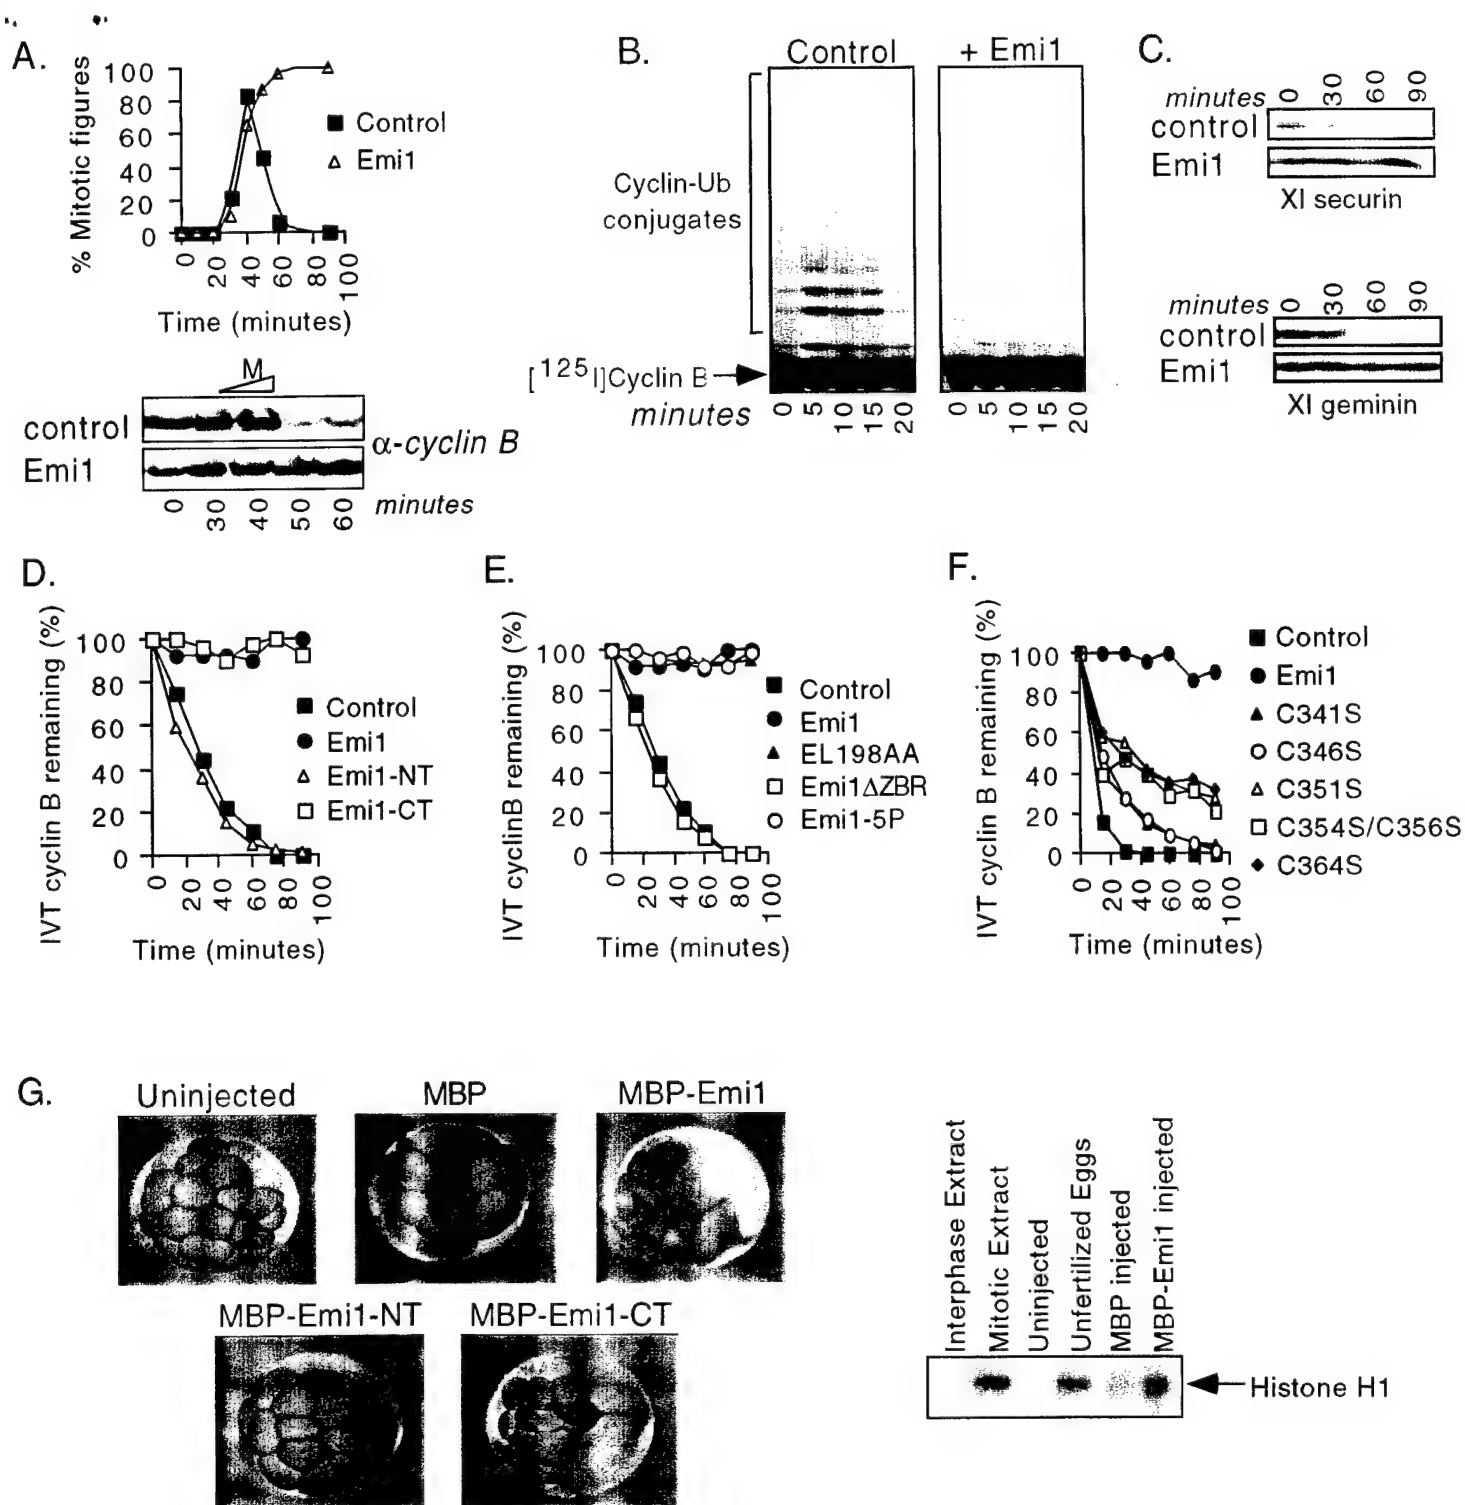 A.
% Mitotic figures
100
80
60
40
20
0
0 20 40 60 80 100
Time (minutes)
Control
Emi1
M
control
Emi1
α-cyclin B
0 30 40 50 60 minutes
B.
Control
+ Emi1
Cyclin-Ub
conjugates
[125I]Cyclin B
minutes
0 5 10 15 20
0 5 10 15 20
C.
minutes 0 30 60 90
control
Emi1
Xl securin
minutes 0 30 60 90
control
Emi1
Xl geminin
D.
IVT cyclin B remaining (%)
100
80
60
40
20
0
0 20 40 60 80 100
Time (minutes)
Control
Emi1
Emi1-NT
Emi1-CT
E.
IVT cyclinB remaining (%)
100
80
60
40
20
0
0 20 40 60 80 100
Time (minutes)
Control
Emi1
EL198AA
Emi1ΔZBR
Emi1-5P
F.
IVT cyclin B remaining (%)
100
80
60
40
20
0
0 20 40 60 80 100
Time (minutes)
Control
Emi1
C341S
C346S
C351S
C354S/C356S
C364S
G.
Uninjected
MBP
MBP-Emi1
MBP-Emi1-NT
MBP-Emi1-CT
Interphase Extract
Mitotic Extract
Uninjected
Unfertilized Eggs
MBP injected
MBP-Emi1 injected
Histone H1